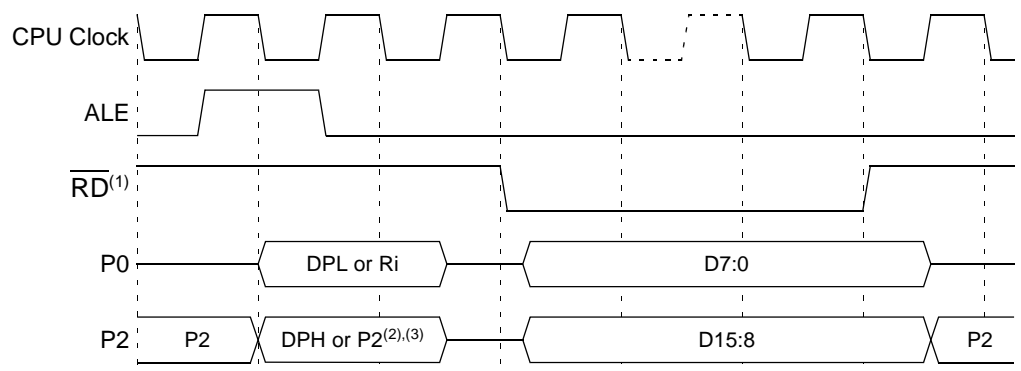 CPU Clock
ALE
RD(1)
P0 DPL or Ri D7:0
P2 P2 DPH or P2(2),(3) D15:8 P2